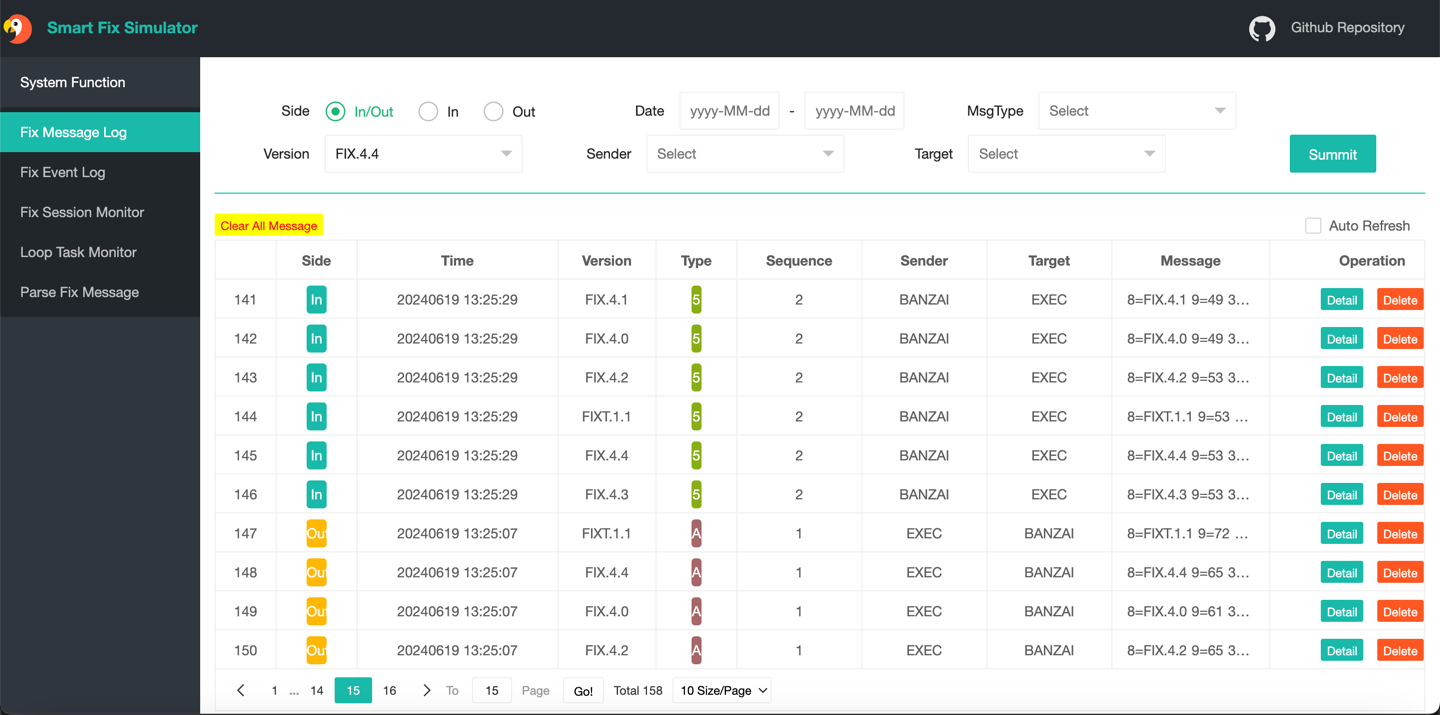 Smart Fix Simulator
Github Repository
System Function
Fix Message Log
Fix Event Log
Fix Session Monitor
Loop Task Monitor
Parse Fix Message
Side In/Out In Out Date yyyy-MM-dd - yyyy-MM-dd MsgType Select
Version FIX.4.4 Sender Select Target Select Summit
Clear All Message Auto Refresh
Side Time Version Type Sequence Sender Target Message Operation
141 In 20240619 13:25:29 FIX.4.1 5 2 BANZAI EXEC 8=FIX.4.1 9=49 3... Detail Delete
142 In 20240619 13:25:29 FIX.4.0 5 2 BANZAI EXEC 8=FIX.4.0 9=49 3... Detail Delete
143 In 20240619 13:25:29 FIX.4.2 5 2 BANZAI EXEC 8=FIX.4.2 9=53 3... Detail Delete
144 In 20240619 13:25:29 FIXT.1.1 5 2 BANZAI EXEC 8=FIXT.1.1 9=53 ... Detail Delete
145 In 20240619 13:25:29 FIX.4.4 5 2 BANZAI EXEC 8=FIX.4.4 9=53 3... Detail Delete
146 In 20240619 13:25:29 FIX.4.3 5 2 BANZAI EXEC 8=FIX.4.3 9=53 3... Detail Delete
147 Out 20240619 13:25:07 FIXT.1.1 A 1 EXEC BANZAI 8=FIXT.1.1 9=72 ... Detail Delete
148 Out 20240619 13:25:07 FIX.4.4 A 1 EXEC BANZAI 8=FIX.4.4 9=65 3... Detail Delete
149 Out 20240619 13:25:07 FIX.4.0 A 1 EXEC BANZAI 8=FIX.4.0 9=61 3... Detail Delete
150 Out 20240619 13:25:07 FIX.4.2 A 1 EXEC BANZAI 8=FIX.4.2 9=65 3... Detail Delete
1 ... 14 15 16 To 15 Page Go! Total 158 10 Size/Page